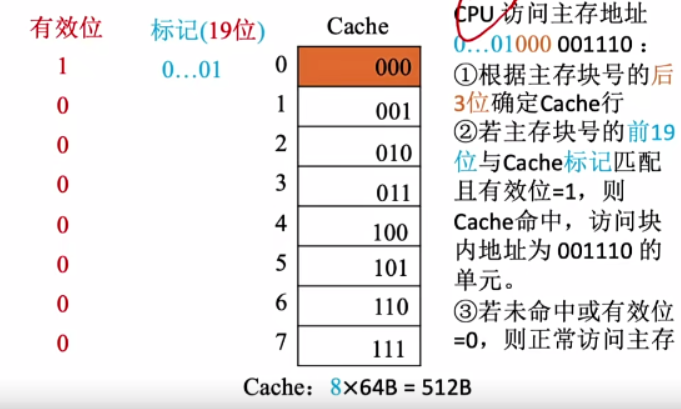 有效位 标记(19位) Cache
1 0…01 0 000
0 1 001
0 2 010
0 3 011
0 4 100
0 5 101
0 6 110
0 7 111
Cache：8×64B = 512B
CPU 访问主存地址
0…01000 001110：
①根据主存块号的后
3位确定Cache行
②若主存块号的前19
位与Cache标记匹配
且有效位=1，则
Cache命中，访问块
内地址为 001110 的
单元。
③若未命中或有效位
=0，则正常访问主存